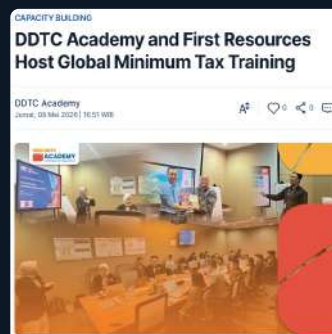 CAPACITY BUILDING
DDTC Academy and First Resources
Host Global Minimum Tax Training
DDTC Academy
Jumat, 08 Mei 2026 | 16:51 WIB
0
0
ACADEMY